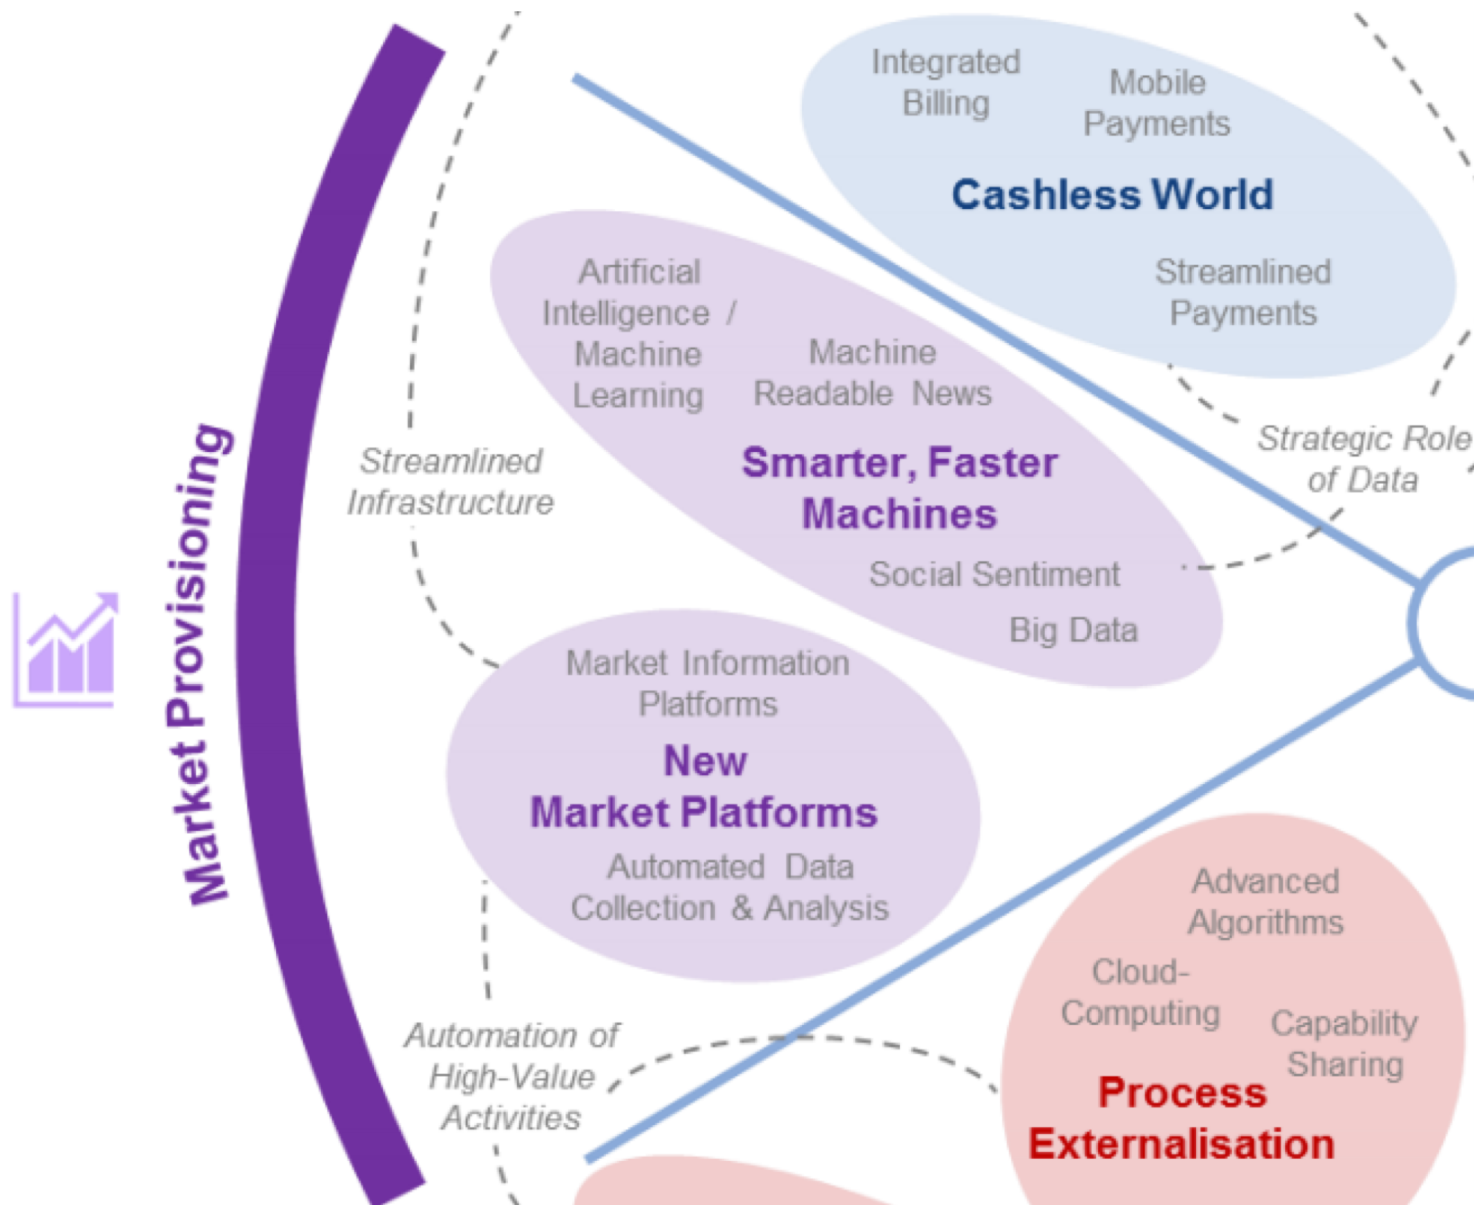 Integrated
Billing
Mobile
Payments
Cashless World
Streamlined
Payments
Artificial
Intelligence /
Machine
Learning
Machine
Readable News
Smarter, Faster
Machines
Social Sentiment
Big Data
Strategic Role
of Data
Streamlined
Infrastructure
Market Provisioning
Market Information
Platforms
New
Market Platforms
Automated Data
Collection & Analysis
Automation of
High-Value
Activities
Advanced
Algorithms
Cloud-
Computing
Capability
Sharing
Process
Externalisation